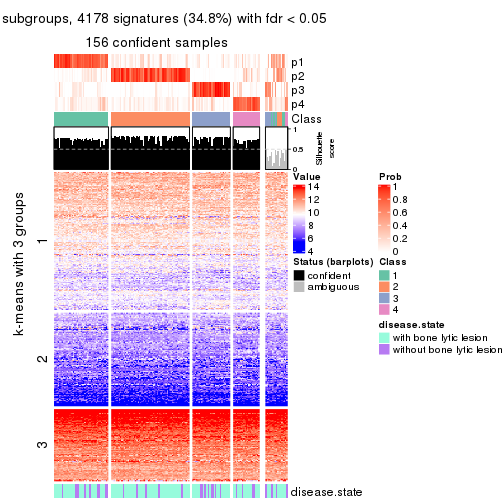 subgroups, 4178 signatures (34.8%) with fdr < 0.05
156 confident samples
p1
p2
p3
p4
Class
1
0.5
0
Silhouette
score
k-means with 3 groups
1
2
3
Value
14
12
10
8
6
4
Prob
1
0.8
0.6
0.4
0.2
0
Status (barplots)
confident
ambiguous
Class
1
2
3
4
disease.state
with bone lytic lesion
without bone lytic lesion
disease.state